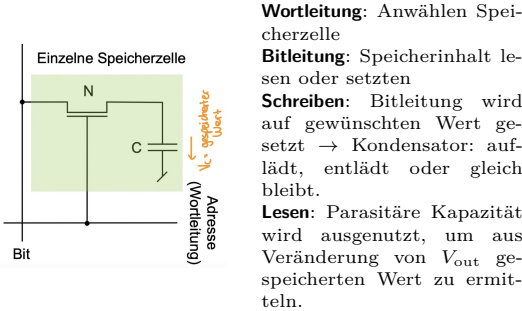 Einzelne Speicherzelle
N
C
V_c = gespeicherter
Wert
Adresse
(Wortleitung)
Bit
Wortleitung: Anwählen Spei-
cherzelle
Bitleitung: Speicherinhalt le-
sen oder setzten
Schreiben: Bitleitung wird
auf gewünschten Wert ge-
setzt → Kondensator: auf-
lädt, entlädt oder gleich
bleibt.
Lesen: Parasitäre Kapazität
wird ausgenutzt, um aus
Veränderung von V_out ge-
speicherten Wert zu ermit-
teln.